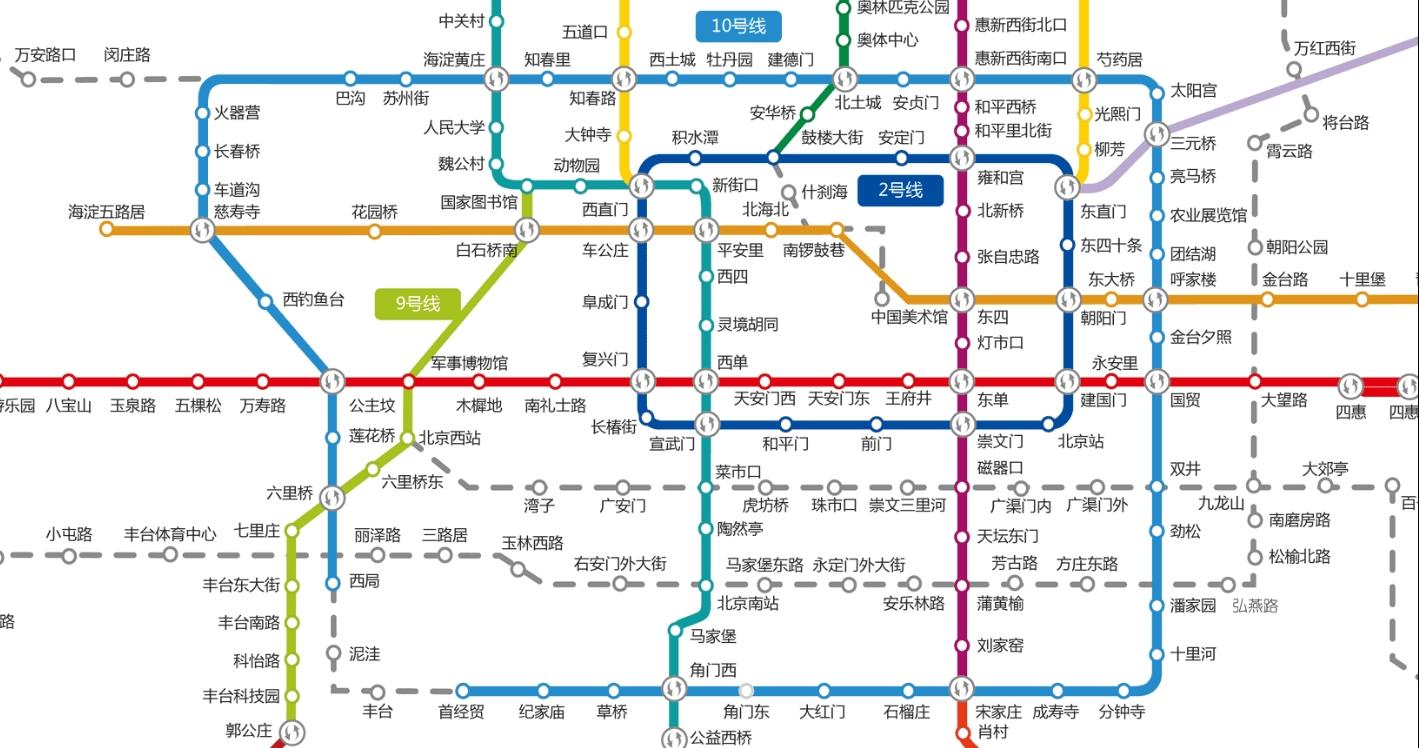 奥林匹克公园
中关村
惠新西街北口
10号线
五道口
奥体中心
万红西街
万安路口
闵庄路
海淀黄庄
知春里
西土城
牡丹园
建德门
惠新西街南口
芍药居
太阳宫
巴沟
苏州街
知春路
北土城
安贞门
火器营
安华桥
和平西桥
光熙门
将台路
人民大学
大钟寺
积水潭
鼓楼大街
安定门
和平里北街
三元桥
长春桥
柳芳
霄云路
魏公村
动物园
雍和宫
亮马桥
车道沟
新街口
什刹海
2号线
国家图书馆
海淀五路居
慈寿寺
花园桥
西直门
北海北
北新桥
东直门
农业展览馆
白石桥南
车公庄
平安里
南锣鼓巷
张自忠路
东四十条
团结湖
朝阳公园
西四
东大桥
呼家楼
金台路
十里堡
西钓鱼台
9号线
阜成门
中国美术馆
东四
朝阳门
灵境胡同
灯市口
金台夕照
军事博物馆
复兴门
西单
永安里
游乐园
八宝山
玉泉路
五棵松
万寿路
公主坟
木樨地
南礼士路
天安门西
天安门东
王府井
东单
建国门
国贸
大望路
四惠
四惠
长椿街
莲花桥
北京西站
宣武门
和平门
前门
崇文门
北京站
六里桥东
菜市口
磁器口
双井
大郊亭
六里桥
湾子
广安门
虎坊桥
珠市口
崇文三里河
广渠门内
广渠门外
九龙山
百
南磨房路
七里庄
小屯路
丰台体育中心
丽泽路
三路居
玉林西路
陶然亭
天坛东门
劲松
松榆北路
右安门外大街
马家堡东路
永定门外大街
芳古路
方庄东路
丰台东大街
西局
北京南站
安乐林路
蒲黄榆
潘家园
弘燕路
路
丰台南路
马家堡
刘家窑
科怡路
泥洼
角门西
十里河
丰台科技园
丰台
首经贸
纪家庙
草桥
角门东
大红门
石榴庄
宋家庄
成寿寺
分钟寺
郭公庄
公益西桥
肖村